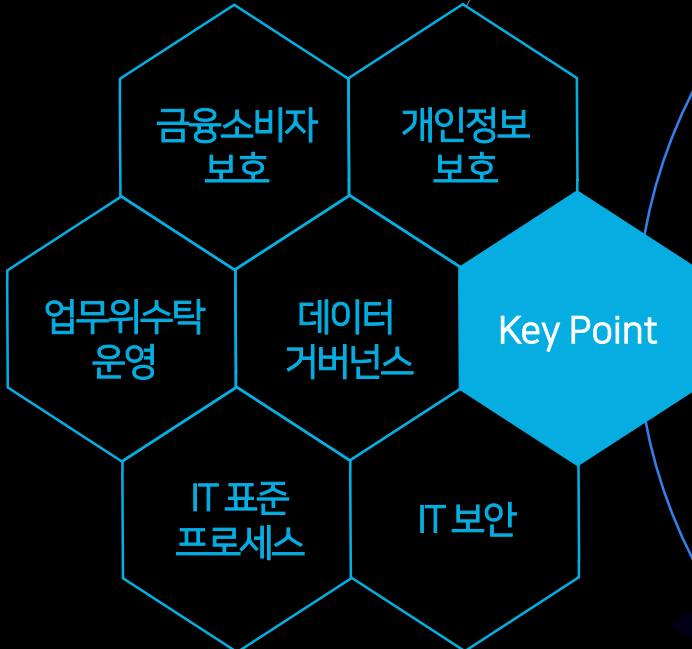 금융소비자
보호
개인정보
보호
업무위수탁
운영
데이터
거버넌스
Key Point
IT 표준
프로세스
IT 보안